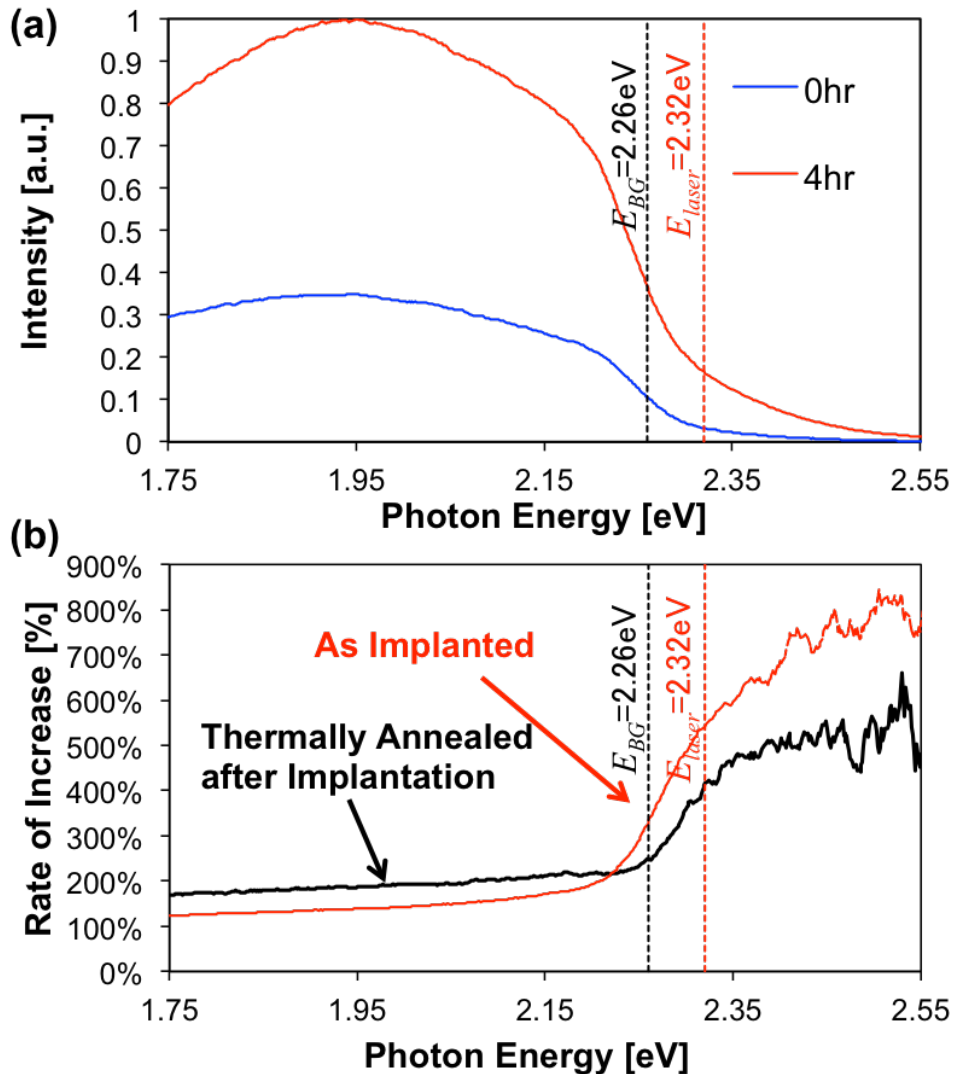 (a)
Intensity [a.u.]
1
0.9
0.8
0.7
0.6
0.5
0.4
0.3
0.2
0.1
0
E_BG=2.26eV
E_laser=2.32eV
0hr
4hr
1.75 1.95 2.15 2.35 2.55
Photon Energy [eV]
(b)
Rate of Increase [%]
900%
800%
700%
600%
500%
400%
300%
200%
100%
0%
As Implanted
Thermally Annealed
after Implantation
E_BG=2.26eV
E_laser=2.32eV
1.75 1.95 2.15 2.35 2.55
Photon Energy [eV]